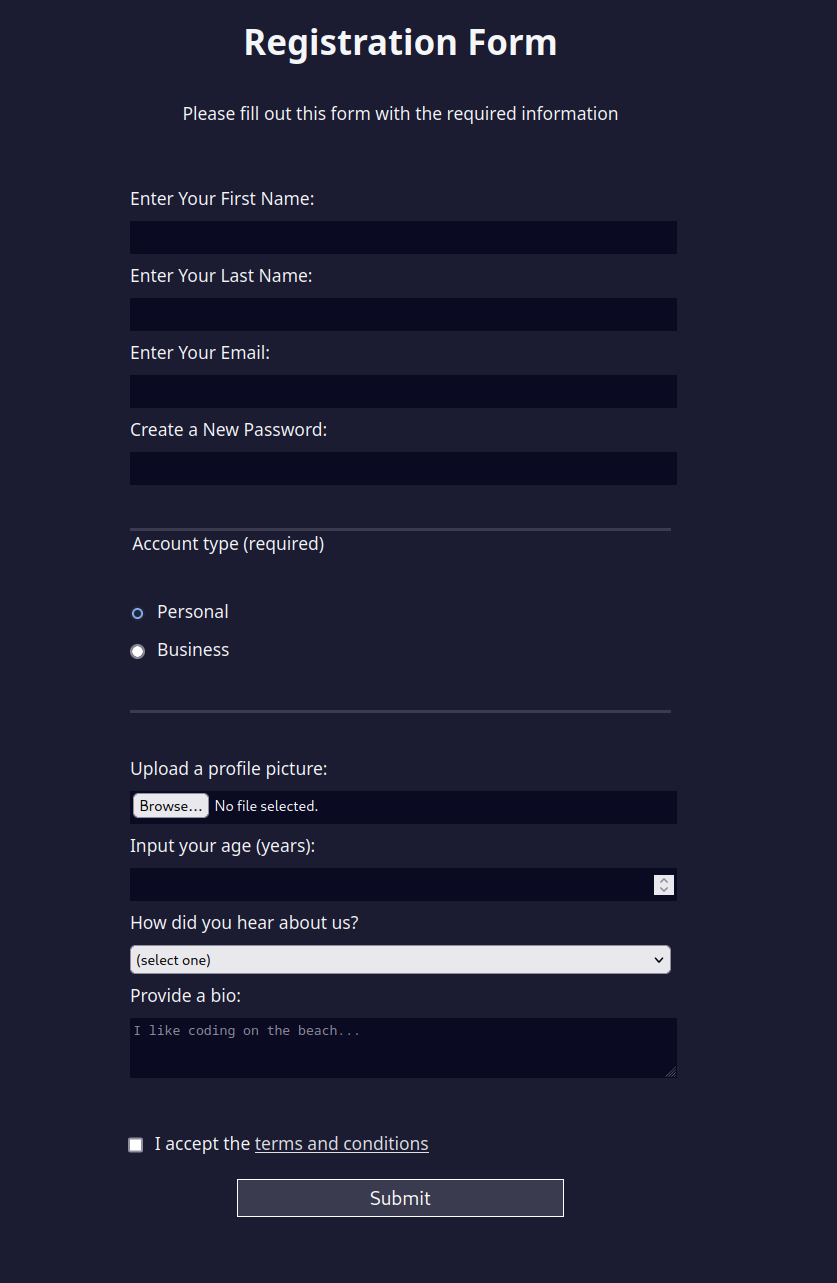 Registration Form
Please fill out this form with the required information
Enter Your First Name:
Enter Your Last Name:
Enter Your Email:
Create a New Password:
Account type (required)
Personal
Business
Upload a profile picture:
Browse... No file selected.
Input your age (years):
How did you hear about us?
(select one)
Provide a bio:
I like coding on the beach...
I accept the terms and conditions
Submit